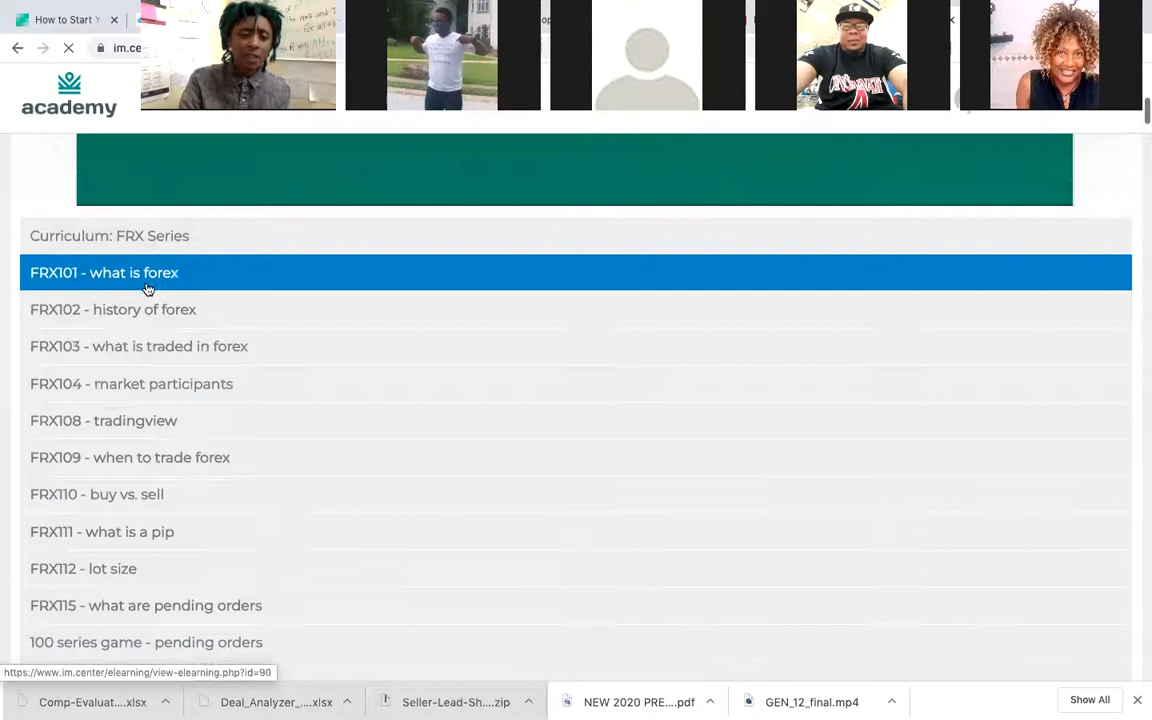 How to Start Y
im.ce
academy
CINCINNATI
Curriculum: FRX Series
FRX101 - what is forex
FRX102 - history of forex
FRX103 - what is traded in forex
FRX104 - market participants
FRX108 - tradingview
FRX109 - when to trade forex
FRX110 - buy vs. sell
FRX111 - what is a pip
FRX112 - lot size
FRX115 - what are pending orders
100 series game - pending orders
https://www.im.center/elearning/view-elearning.php?id=90
Comp-Evaluat....xlsx
Deal_Analyzer_....xlsx
Seller-Lead-Sh....zip
NEW 2020 PRE....pdf
GEN_12_final.mp4
Show All